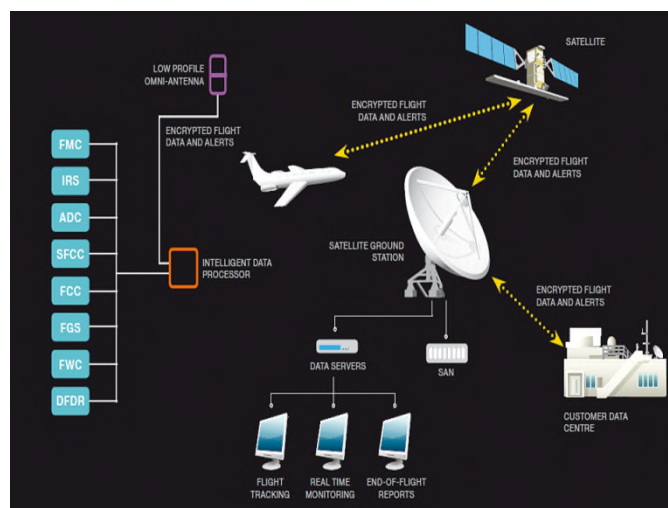 SATELLITE
LOW PROFILE
OMNI-ANTENNA
ENCRYPTED FLIGHT
DATA AND ALERTS
ENCRYPTED FLIGHT
DATA AND ALERTS
ENCRYPTED FLIGHT
DATA AND ALERTS
FMC
IRS
ADC
SFCC
FCC
FGS
FWC
DFDR
INTELLIGENT DATA
PROCESSOR
SATELLITE GROUND
STATION
ENCRYPTED FLIGHT
DATA AND ALERTS
DATA SERVERS
SAN
CUSTOMER DATA
CENTRE
FLIGHT
TRACKING
REAL TIME
MONITORING
END-OF-FLIGHT
REPORTS